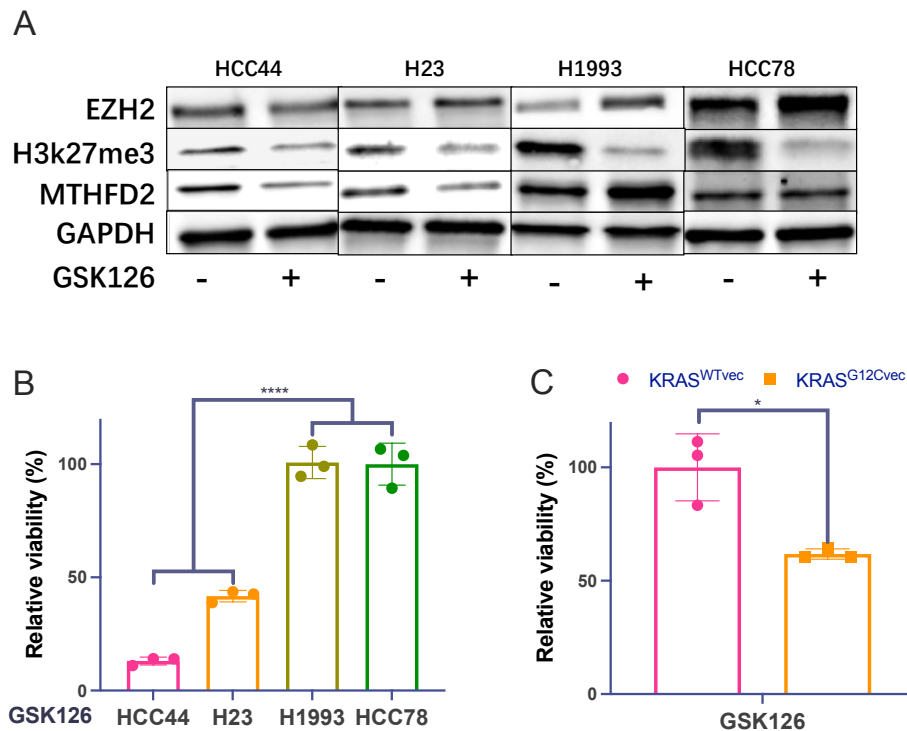 A
HCC44 H23 H1993 HCC78
EZH2
H3k27me3
MTHFD2
GAPDH
GSK126 - + - + - + - +
B
****
Relative viability (%)
100
50
0
GSK126 HCC44 H23 H1993 HCC78
C
KRASWTvec KRASG12Cvec
*
Relative viability (%)
100
50
0
GSK126